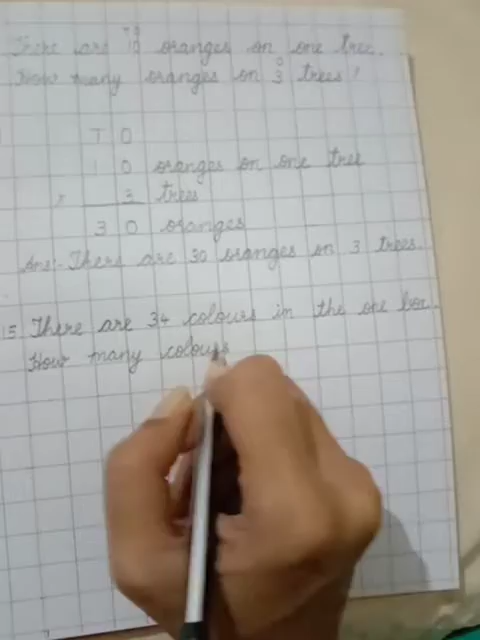 T O
There are 10 oranges on one tree.
O
How many oranges on 3 trees?
T O
1 0 oranges on one tree
x 3 trees
3 0 oranges
Ans:- There are 30 oranges on 3 trees.
15 There are 34 colours in the one box.
How many colours